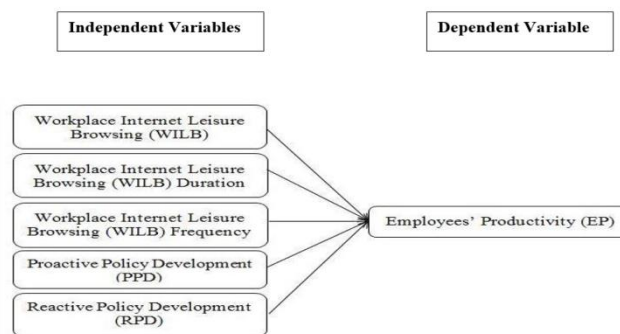 Independent Variables
Dependent Variable
Workplace Internet Leisure
Browsing (WILB)
Workplace Internet Leisure
Browsing (WILB) Duration
Workplace Internet Leisure
Browsing (WILB) Frequency
Proactive Policy Development
(PPD)
Reactive Policy Development
(RPD)
Employees' Productivity (EP)